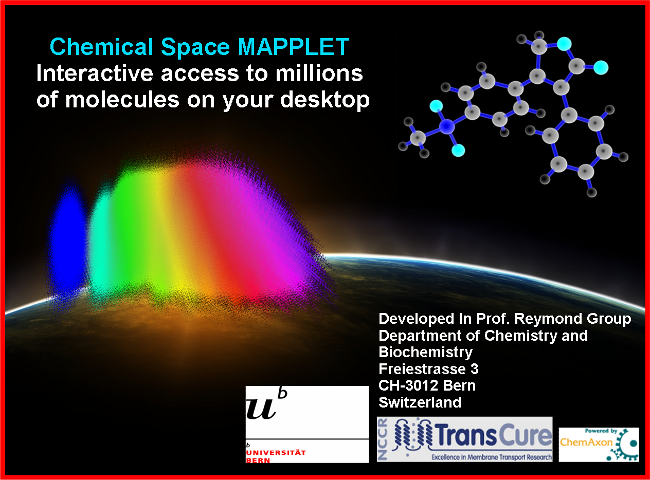 Chemical Space MAPPLET
Interactive access to millions
of molecules on your desktop
Developed In Prof. Reymond Group
Department of Chemistry and
Biochemistry
Freiestrasse 3
CH-3012 Bern
Switzerland
u b
b
UNIVERSITÄT
BERN
NCCR
TransCure
Excellence in Membrane Transport Research
Powered by
ChemAxon